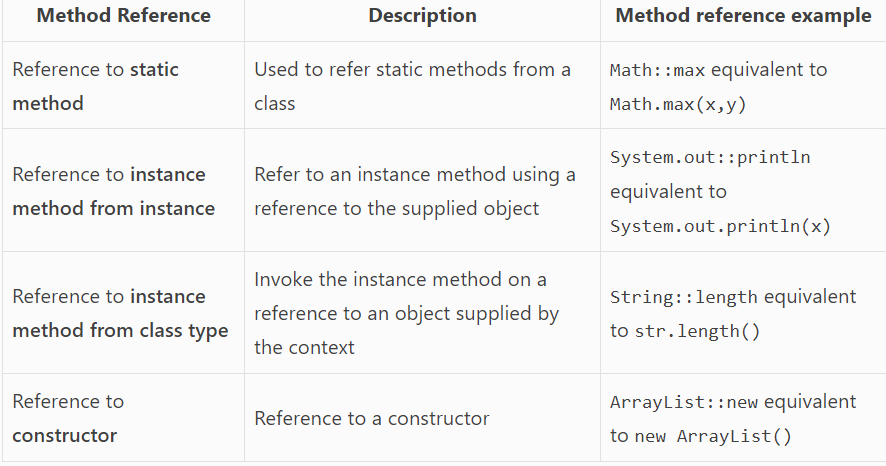 Method Reference Description Method reference example
Reference to static
method
Used to refer static methods from a
class
Math::max equivalent to
Math.max(x,y)
Reference to instance
method from instance
Refer to an instance method using a
reference to the supplied object
System.out::println
equivalent to
System.out.println(x)
Reference to instance
method from class type
Invoke the instance method on a
reference to an object supplied by
the context
String::length equivalent
to str.length()
Reference to
constructor
Reference to a constructor
ArrayList::new equivalent
to new ArrayList()